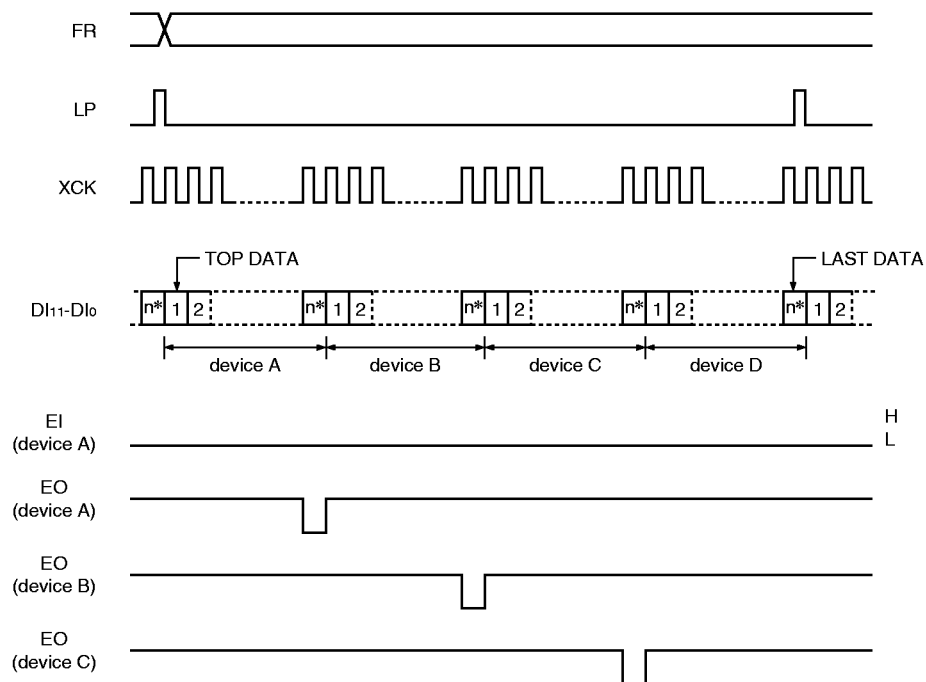 FR
LP
XCK
TOP DATA
LAST DATA
DI₁₁-DI₀
n* 1 2 n* 1 2 n* 1 2 n* 1 2 n* 1 2
device A device B device C device D
EI
(device A)
H
L
EO
(device A)
EO
(device B)
EO
(device C)